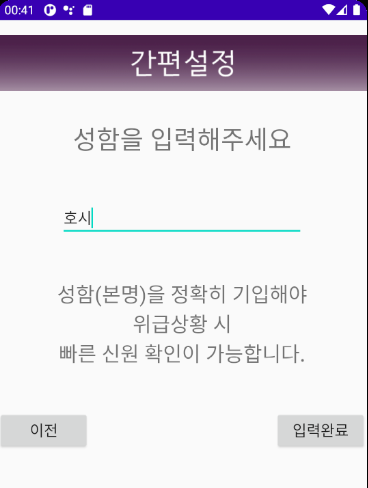 00:41
간편설정
성함을 입력해주세요
호시
성함(본명)을 정확히 기입해야
위급상황 시
빠른 신원 확인이 가능합니다.
이전
입력완료